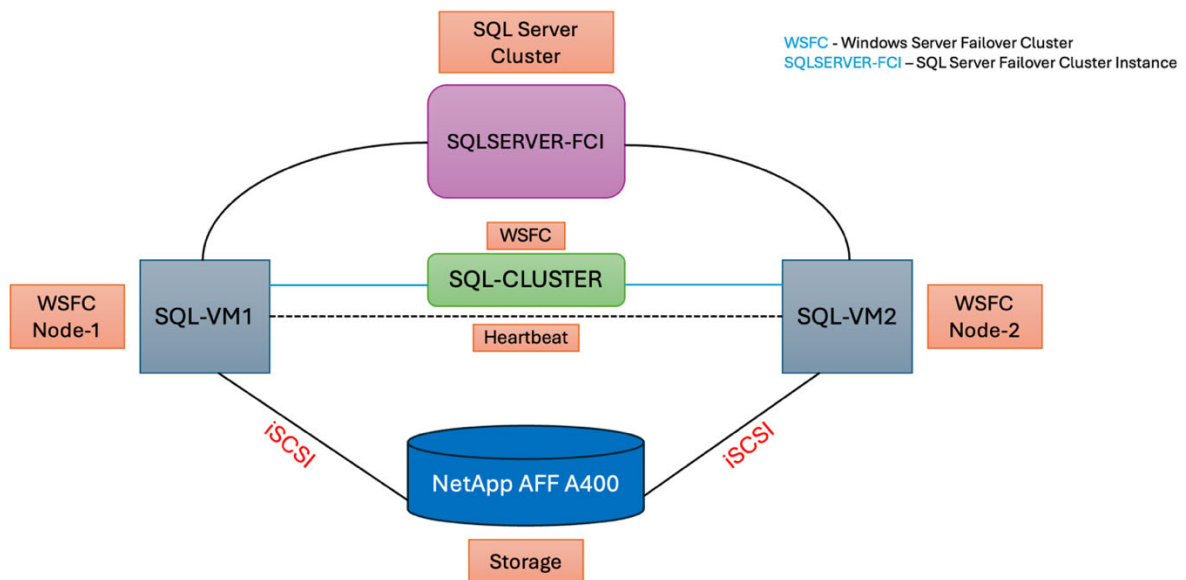 SQL Server
Cluster
WSFC - Windows Server Failover Cluster
SQLSERVER-FCI – SQL Server Failover Cluster Instance
SQLSERVER-FCI
WSFC
SQL-CLUSTER
WSFC
Node-1
SQL-VM1
SQL-VM2
WSFC
Node-2
Heartbeat
iSCSI
iSCSI
NetApp AFF A400
Storage